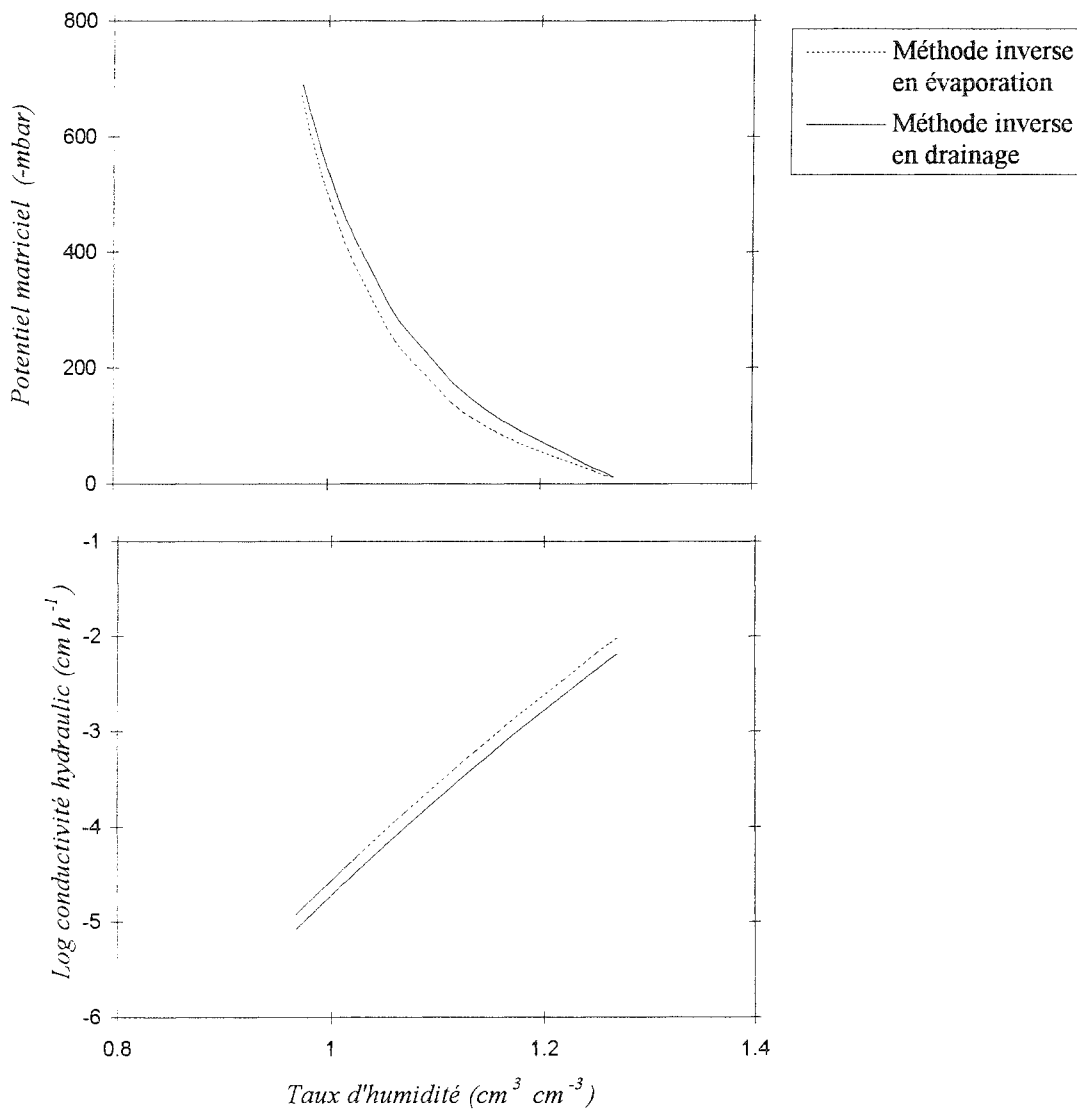 800
600
400
200
0
Potentiel matriciel (-mbar)
Méthode inverse
en évaporation
Méthode inverse
en drainage
-1
-2
-3
-4
-5
-6
Log conductivité hydraulic (cm h⁻¹)
0.8 1 1.2 1.4
Taux d'humidité (cm³ cm⁻³)